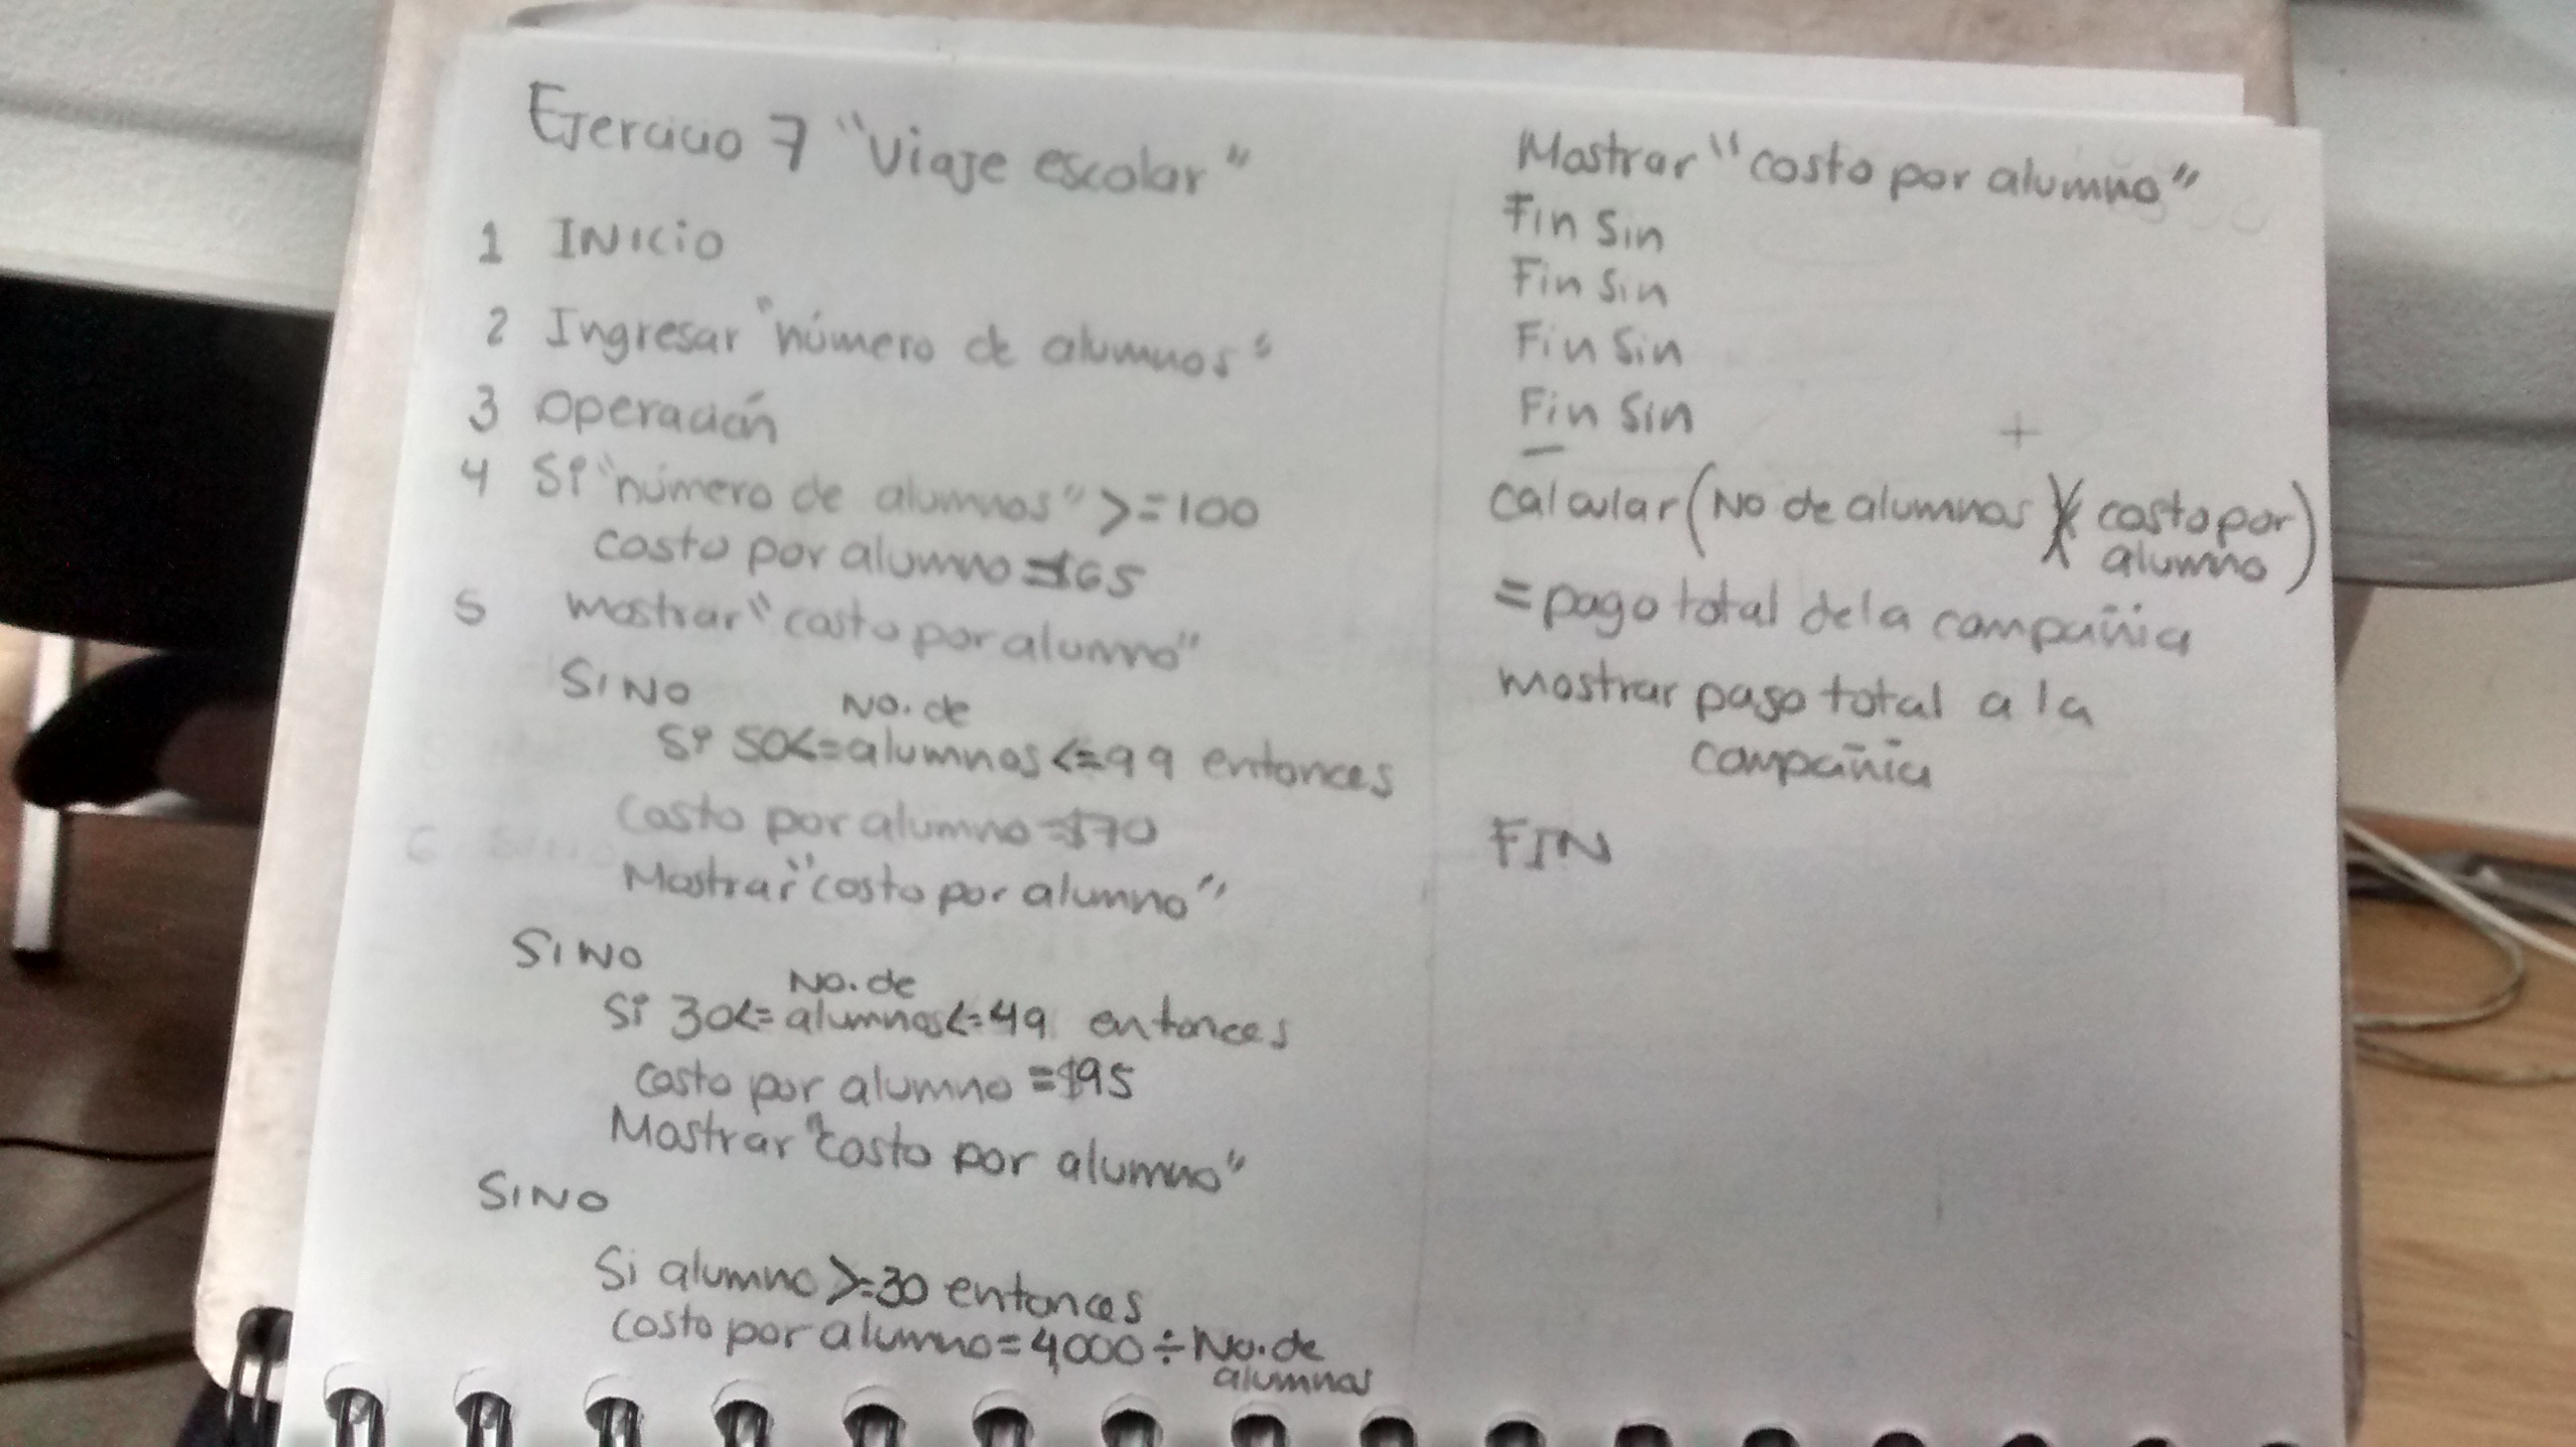 Ejercicio 7 "Viaje escolar"
1 INICIO
2 Ingresar "número de alumnos"
3 Operación
4 Si "número de alumnos" >=100
costo por alumno=$65
5 mostrar "costo por alumno"
SINO
No. de
Si 50<=alumnos<=99 entonces
costo por alumno=$70
Mostrar "costo por alumno"
SINO
No. de
Si 30<=alumnos<=49 entonces
costo por alumno=$95
Mostrar "costo por alumno"
SINO
Si alumno >=30 entonces
costo por alumno=4,000÷No. de
alumnos
Mostrar "costo por alumno"
Fin Sin
Fin Sin
Fin Sin
Fin Sin
calcular (No de alumnos)(costo por
alumno)
=pago total de la compañia
mostrar pago total a la
compañia
FIN